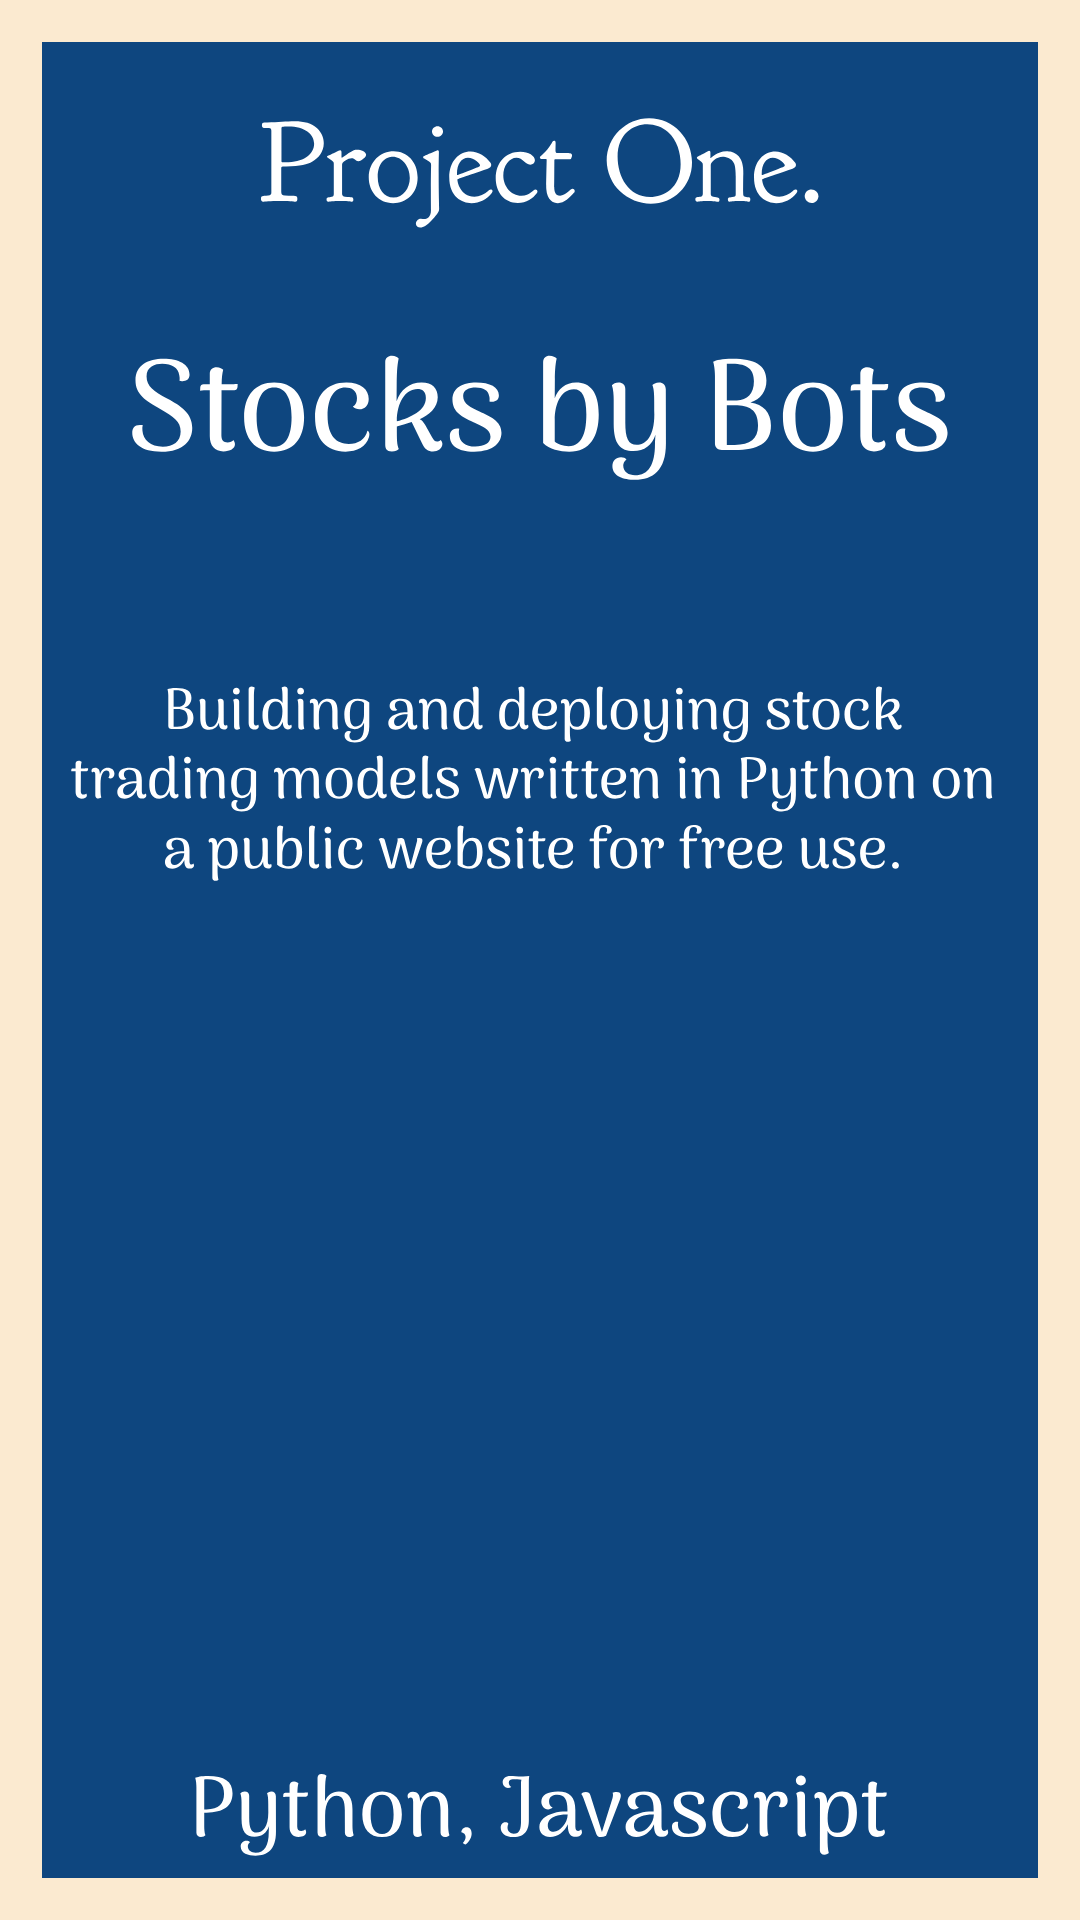 Project One.
Stocks by Bots
Building and deploying stock
trading models written in Python on
a public website for free use.
Python, Javascript